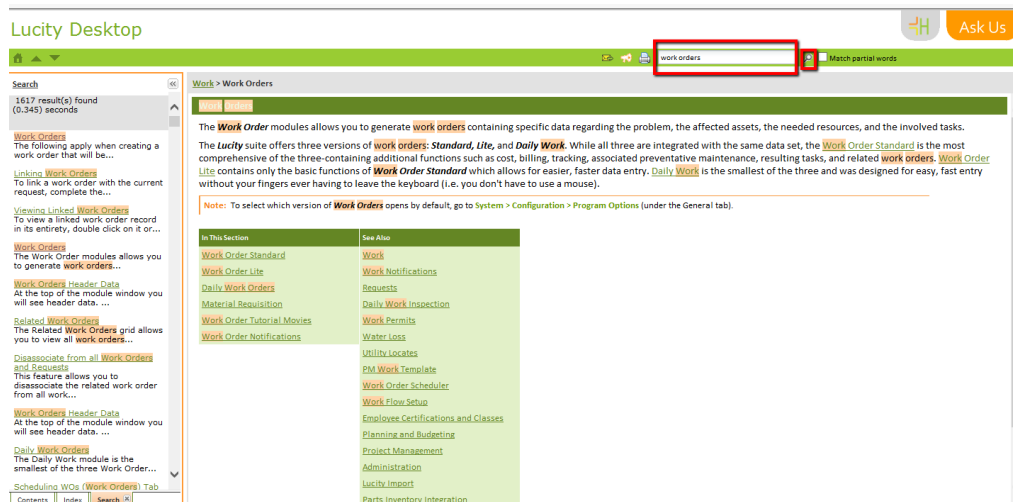 Lucity Desktop
H Ask Us
work orders Match partial words
Search
1617 result(s) found
(0.345) seconds
Work Orders
The following apply when creating a
work order that will be...
Linking Work Orders
To link a work order with the current
request, complete the...
Viewing Linked Work Orders
To view a linked work order record
in its entirety, double click on it or...
Work Orders
The Work Order modules allows you
to generate work orders...
Work Orders Header Data
At the top of the module window you
will see header data. ...
Related Work Orders
The Related Work Orders grid allows
you to view all work orders...
Disassociate from all Work Orders
and Requests
This feature allows you to
disassociate the related work order
from all work...
Work Orders Header Data
At the top of the module window you
will see header data. ...
Daily Work Orders
The Daily Work module is the
smallest of the three Work Order...
Scheduling WOs (Work Orders) Tab
Contents Index Search
Work > Work Orders
Work Orders
The Work Order modules allows you to generate work orders containing specific data regarding the problem, the affected assets, the needed resources, and the involved tasks.
The Lucity suite offers three versions of work orders: Standard, Lite, and Daily Work. While all three are integrated with the same data set, the Work Order Standard is the most
comprehensive of the three-containing additional functions such as cost, billing, tracking, associated preventative maintenance, resulting tasks, and related work orders. Work Order
Lite contains only the basic functions of Work Order Standard which allows for easier, faster data entry. Daily Work is the smallest of the three and was designed for easy, fast entry
without your fingers ever having to leave the keyboard (i.e. you don't have to use a mouse).
Note: To select which version of Work Orders opens by default, go to System > Configuration > Program Options (under the General tab).
In This Section
Work Order Standard
Work Order Lite
Daily Work Orders
Material Requisition
Work Order Tutorial Movies
Work Order Notifications
See Also
Work
Work Notifications
Requests
Daily Work Inspection
Work Permits
Water Loss
Utility Locates
PM Work Template
Work Order Scheduler
Work Flow Setup
Employee Certifications and Classes
Planning and Budgeting
Project Management
Administration
Lucity Import
Parts Inventory Integration